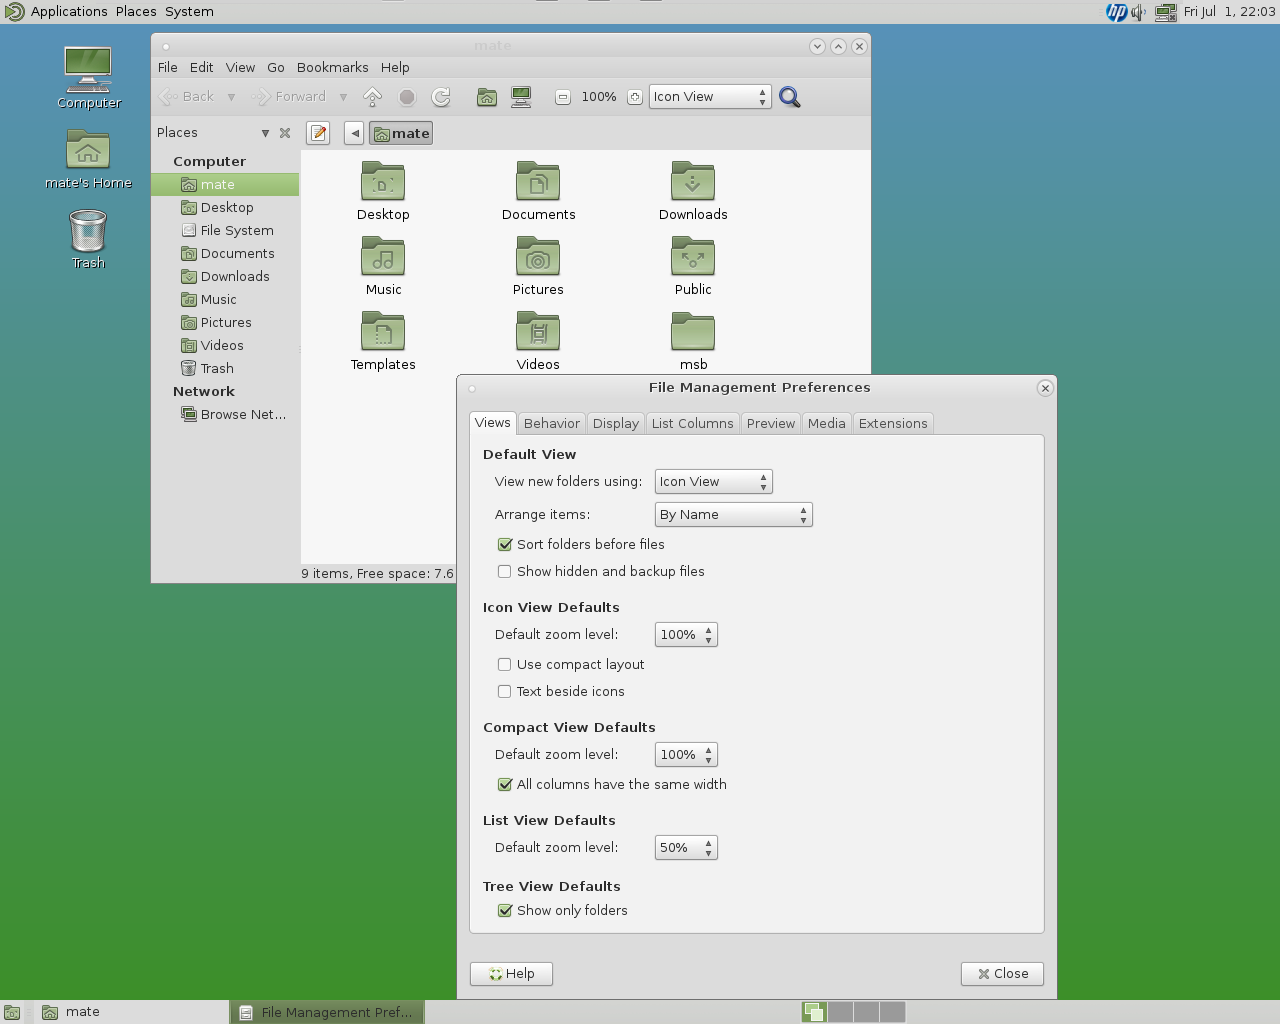 Applications Places System
hp
Fri Jul 1, 22:03
Computer
mate's Home
Trash
mate
File Edit View Go Bookmarks Help
Back Forward 100% Icon View
Places
mate
Computer
mate
Desktop
File System
Documents
Downloads
Music
Pictures
Videos
Trash
Network
Browse Net...
Desktop Documents Downloads
Music Pictures Public
Templates Videos msb
9 items, Free space: 7.6
File Management Preferences
Views Behavior Display List Columns Preview Media Extensions
Default View
View new folders using: Icon View
Arrange items: By Name
Sort folders before files
Show hidden and backup files
Icon View Defaults
Default zoom level: 100%
Use compact layout
Text beside icons
Compact View Defaults
Default zoom level: 100%
All columns have the same width
List View Defaults
Default zoom level: 50%
Tree View Defaults
Show only folders
Help Close
mate
File Management Pref...